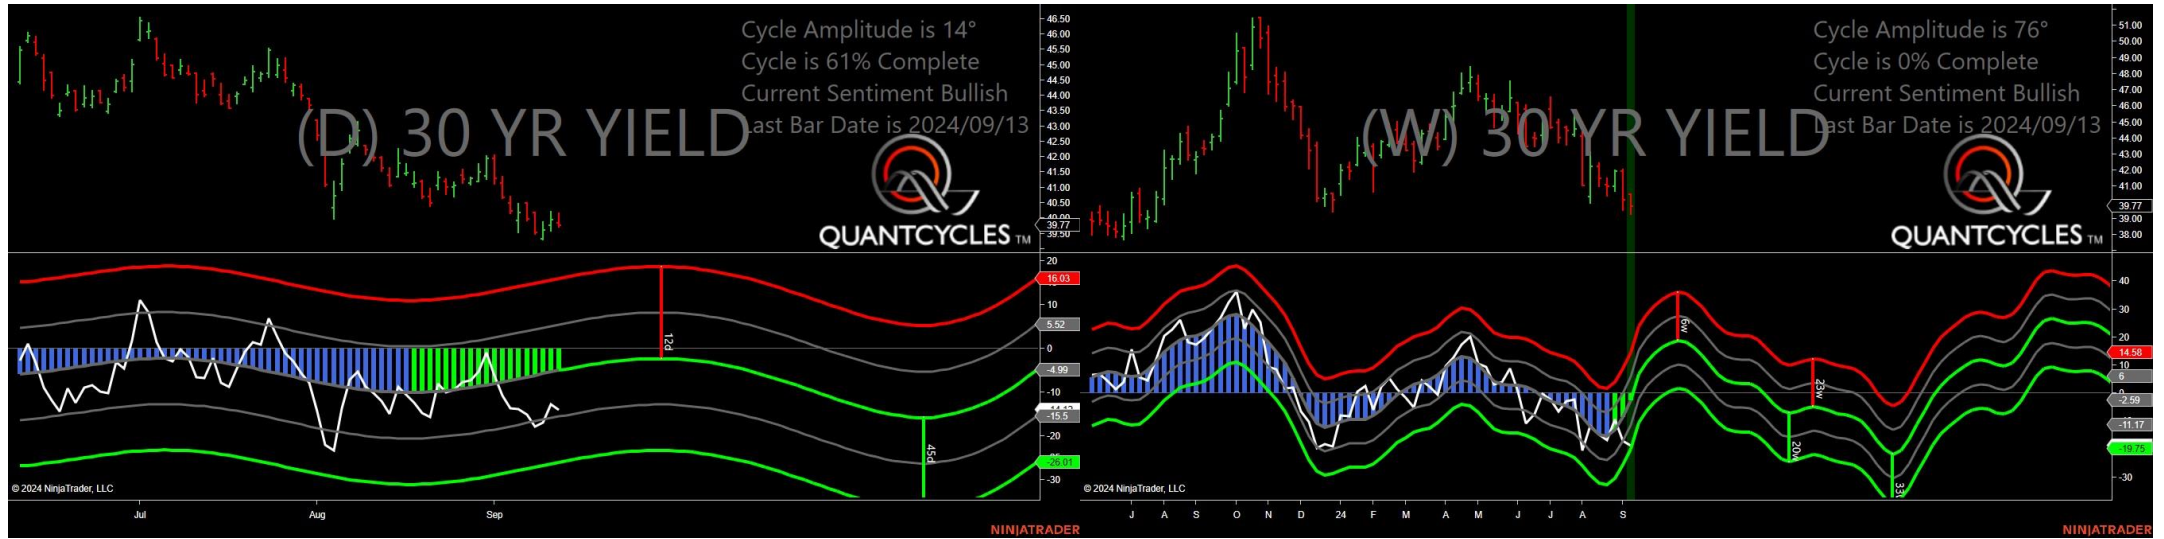 Cycle Amplitude is 14°
Cycle is 61% Complete
Current Sentiment Bullish
Last Bar Date is 2024/09/13
(D) 30 YR YIELD
QUANTCYCLES TM
46.50
46.00
45.50
45.00
44.50
44.00
43.50
43.00
42.50
42.00
41.50
41.00
40.50
40.00
39.77
39.50
20
16.03
10
5.52
0
-4.99
-10
-15.5
-20
-26.01
-30
12d
45d
© 2024 NinjaTrader, LLC
Jul Aug Sep
NINJATRADER
Cycle Amplitude is 76°
Cycle is 0% Complete
Current Sentiment Bullish
Last Bar Date is 2024/09/13
(W) 30 YR YIELD
QUANTCYCLES TM
51.00
50.00
49.00
48.00
47.00
46.00
45.00
44.00
43.00
42.00
41.00
39.77
39.00
38.00
40
30
20
14.58
10
6
-2.59
-11.17
-19.75
-30
6w
23w
20w
© 2024 NinjaTrader, LLC
J A S O N D 24 F M A M J J A S
NINJATRADER